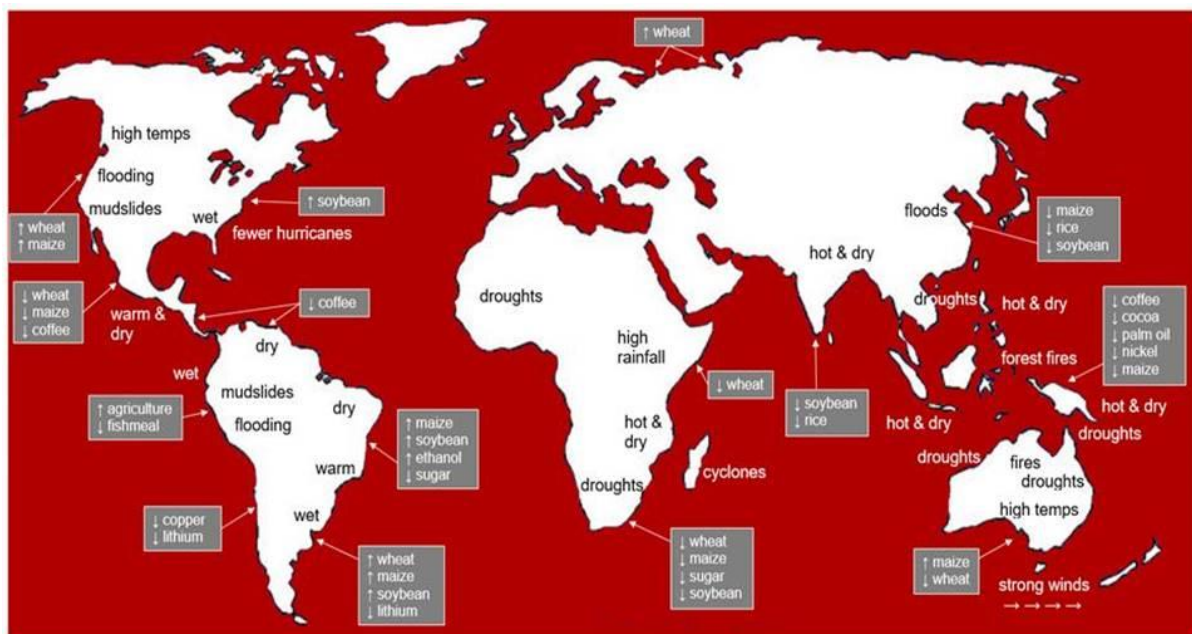 ↑ wheat
high temps
flooding
mudslides
wet
↑ soybean
fewer hurricanes
↑ wheat
↑ maize
↓ wheat
↓ maize
↓ coffee
warm &
dry
↓ coffee
floods
↓ maize
↓ rice
↓ soybean
hot & dry
droughts
droughts
hot & dry
↓ coffee
↓ cocoa
↓ palm oil
↓ nickel
↓ maize
forest fires
high
rainfall
↓ wheat
↓ soybean
↓ rice
hot & dry
hot & dry
droughts
dry
wet
mudslides
dry
flooding
↑ agriculture
↓ fishmeal
↑ maize
↑ soybean
↑ ethanol
↓ sugar
warm
wet
↓ copper
↓ lithium
↑ wheat
↑ maize
↑ soybean
↓ lithium
hot &
dry
cyclones
droughts
↓ wheat
↓ maize
↓ sugar
↓ soybean
droughts
fires
droughts
high temps
↑ maize
↓ wheat
strong winds
→ → → →